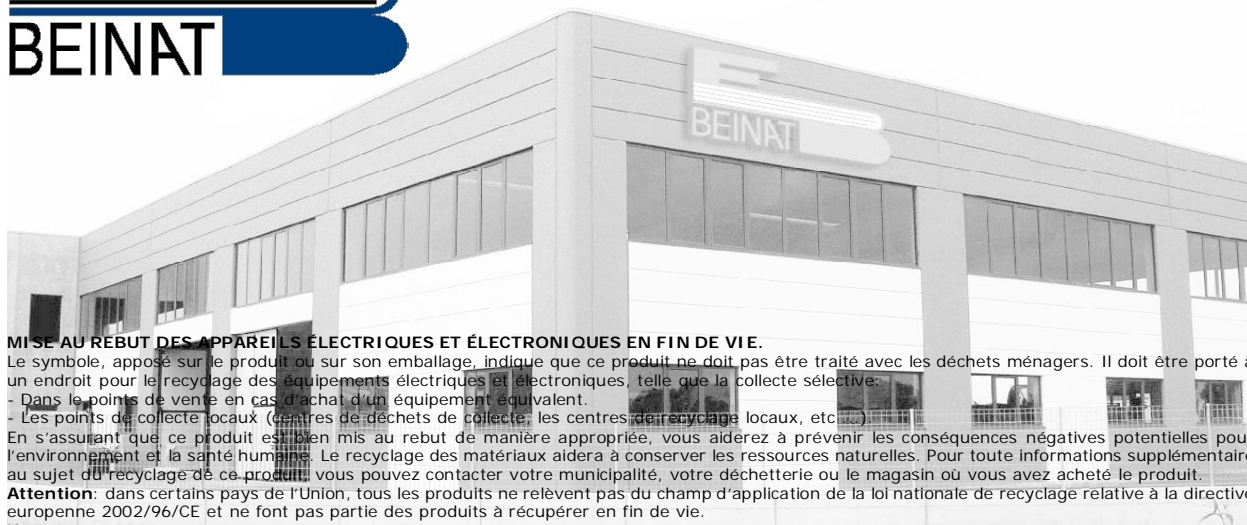 BEINAT
BEINAT
MISE AU REBUT DES APPAREILS ÉLECTRIQUES ET ÉLECTRONIQUES EN FIN DE VIE.
Le symbole, apposé sur le produit ou sur son emballage, indique que ce produit ne doit pas être traité avec les déchets ménagers. Il doit être porté à
un endroit pour le recyclage des équipements électriques et électroniques, telle que la collecte sélective:
- Dans le points de vente en cas d'achat d'un équipement équivalent.
- Les points de collecte locaux (centres de déchets de collecte, les centres de recyclage locaux, etc ...).
En s'assurant que ce produit est bien mis au rebut de manière appropriée, vous aiderez à prévenir les conséquences négatives potentielles pour
l'environnement et la santé humaine. Le recyclage des matériaux aidera à conserver les ressources naturelles. Pour toute informations supplémentaire
au sujet du recyclage de ce produit, vous pouvez contacter votre municipalité, votre déchetterie ou le magasin où vous avez acheté le produit.
Attention: dans certains pays de l'Union, tous les produits ne relèvent pas du champ d'application de la loi nationale de recyclage relative à la directive
europenne 2002/96/CE et ne font pas partie des produits à récupérer en fin de vie.